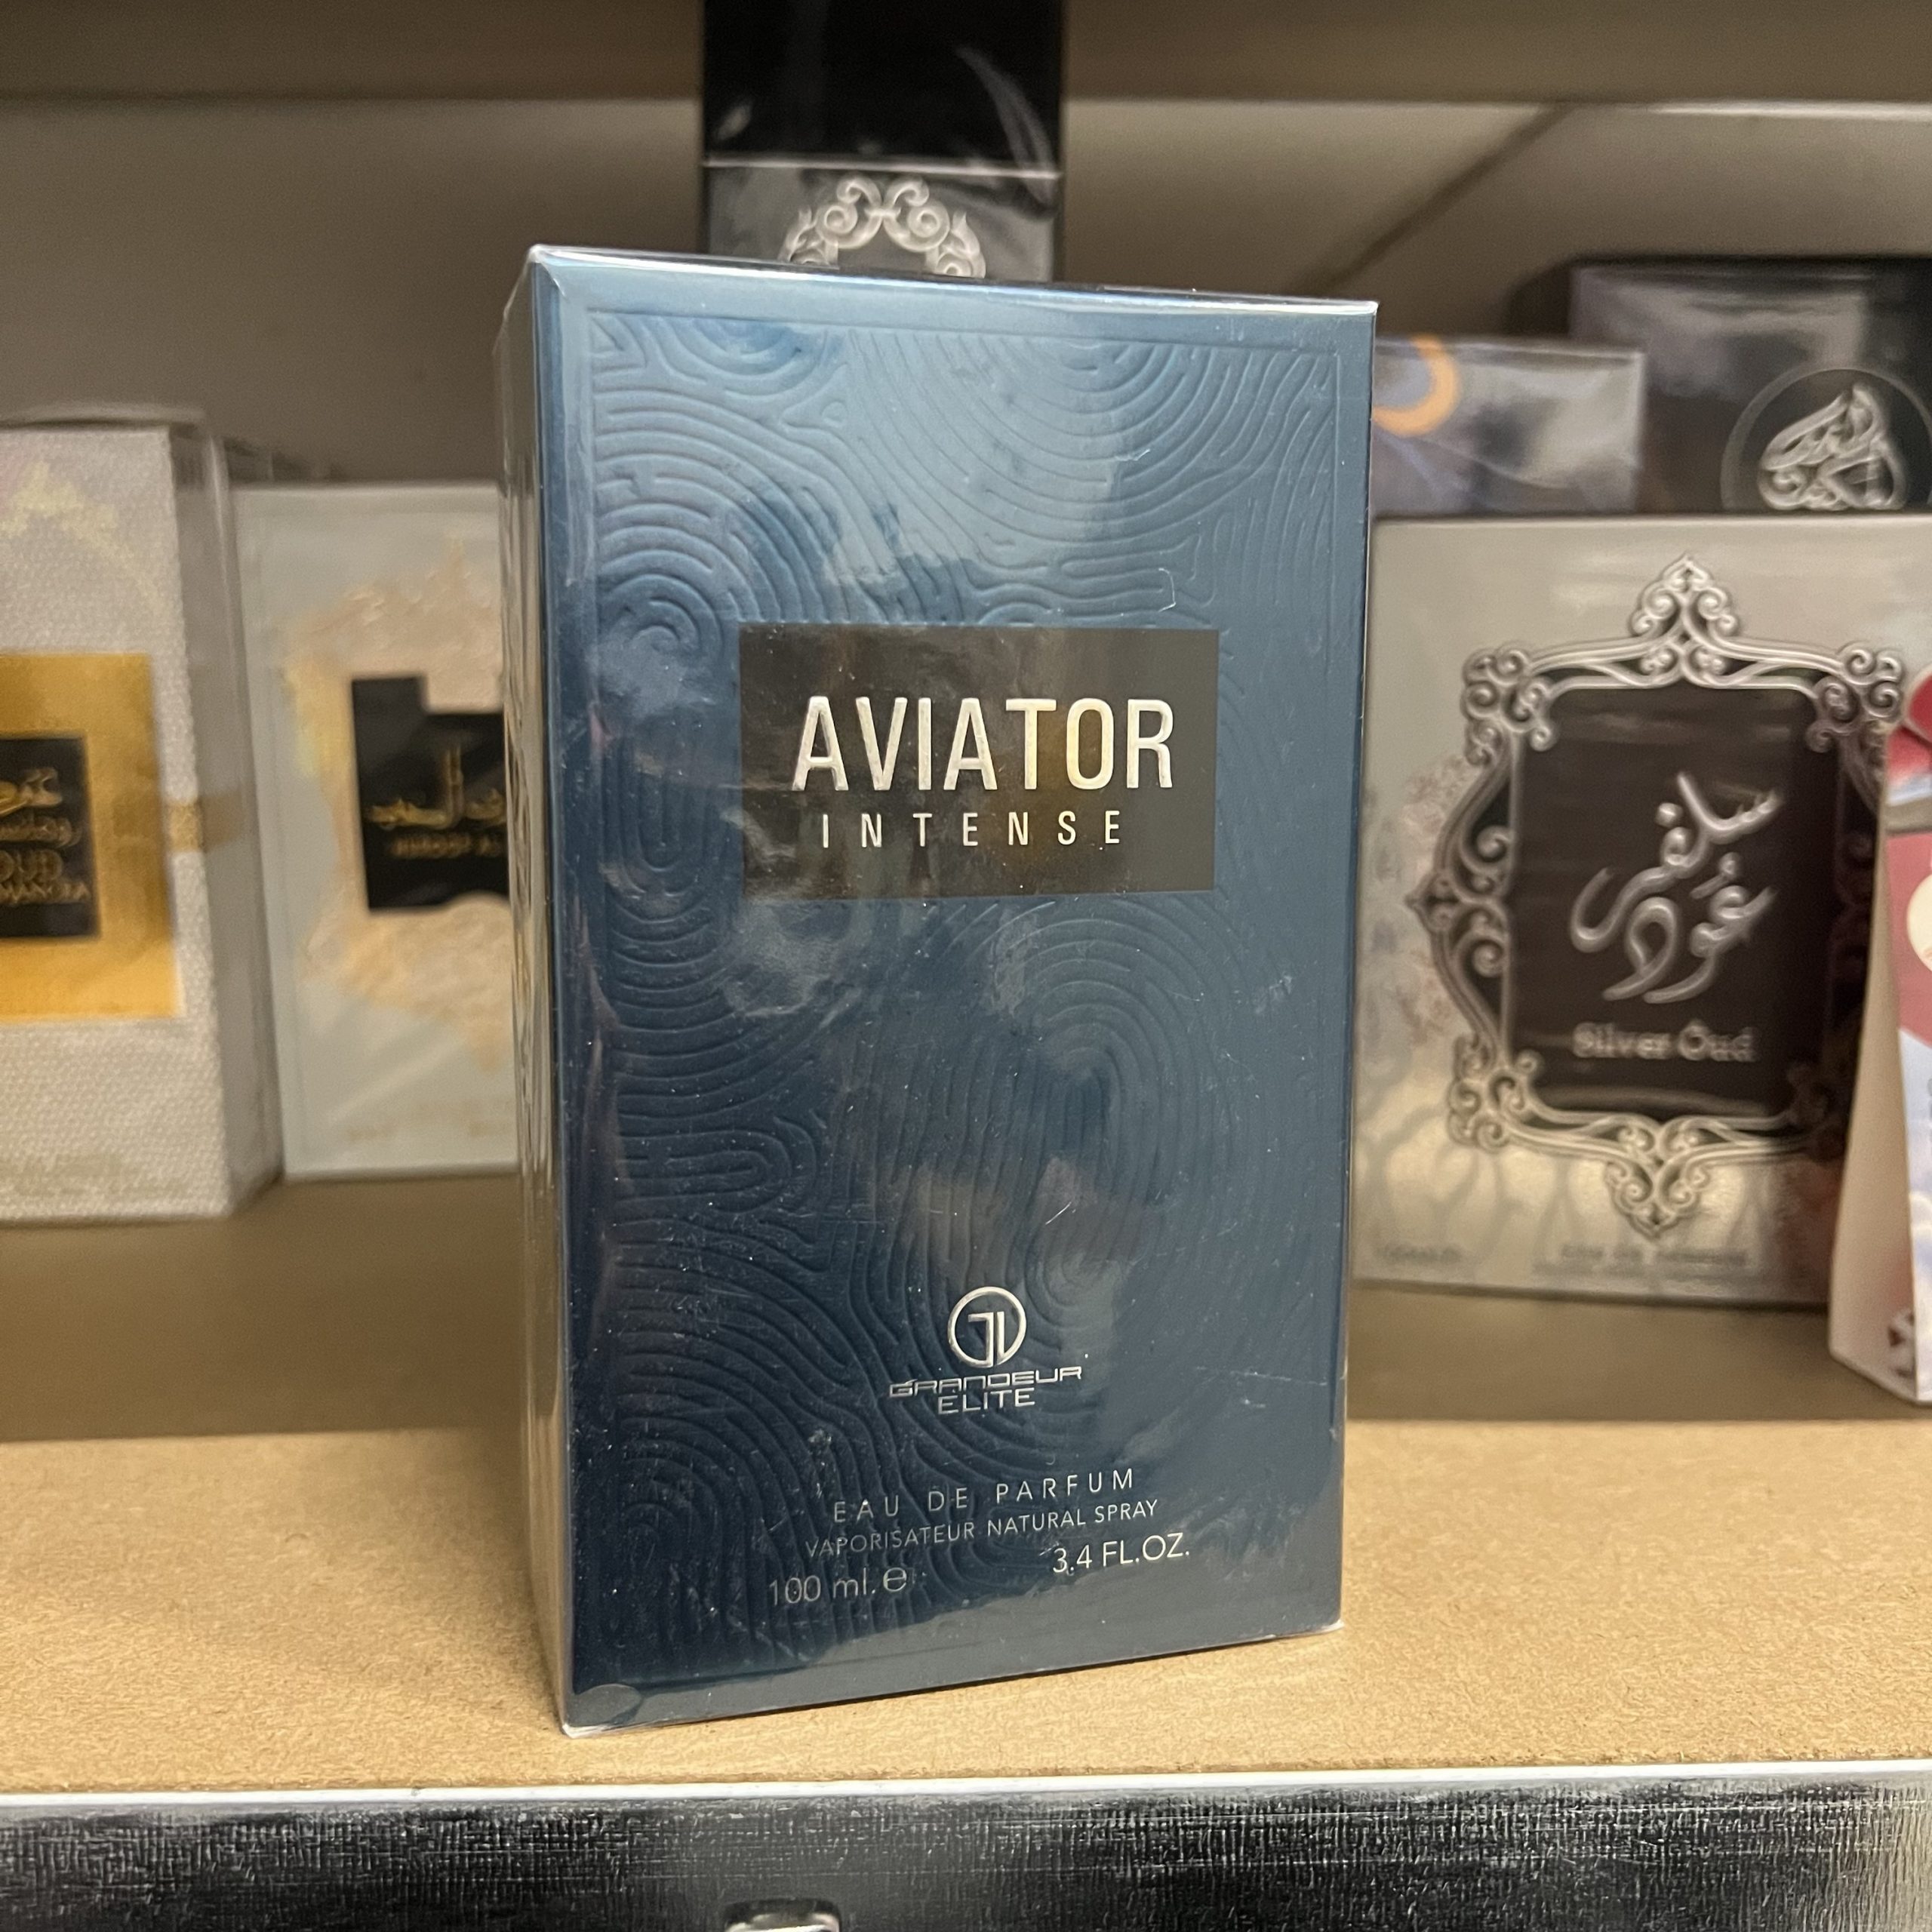 AVIATOR
INTENSE
GRANDEUR
ELITE
EAU DE PARFUM
VAPORISATEUR NATURAL SPRAY
100 ml. e
3.4 FL.OZ.
سلفر
عود
Silver Oud
OUD